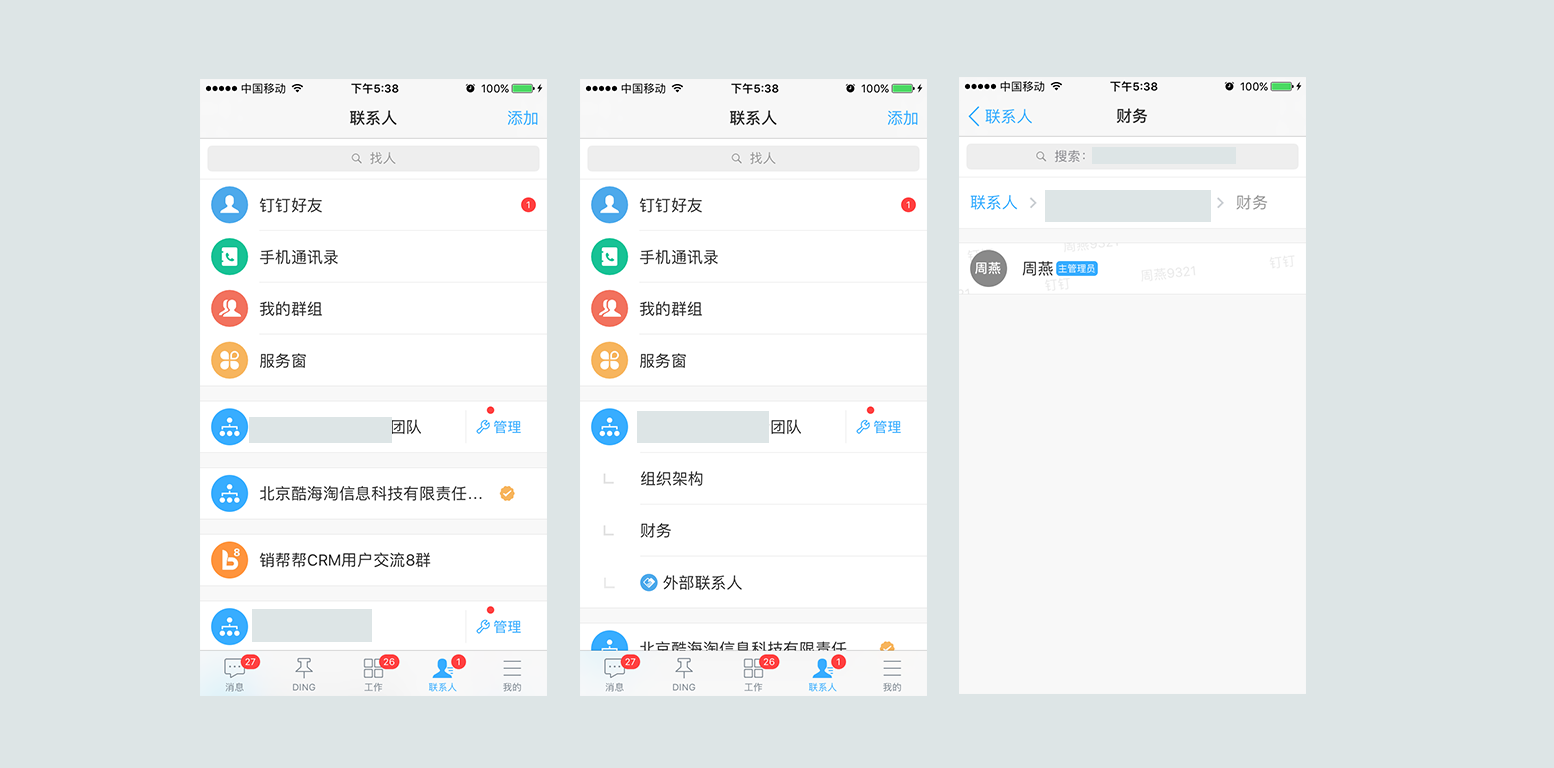 中国移动 下午5:38 100%
联系人 添加
找人
钉钉好友 1
手机通讯录
我的群组
服务窗
团队 管理
北京酷海淘信息科技有限责任...
8
销帮帮CRM用户交流8群
管理
27 26 1
消息 DING 工作 联系人 我的
中国移动 下午5:38 100%
联系人 添加
找人
钉钉好友 1
手机通讯录
我的群组
服务窗
团队 管理
组织架构
财务
外部联系人
北京酷海淘信息科技有限责任
27 26 1
消息 DING 工作 联系人 我的
中国移动 下午5:38 100%
联系人 财务
搜索:
联系人 > > 财务
周燕 周燕 主管理员
周燕9321
周燕9321
钉钉
钉钉